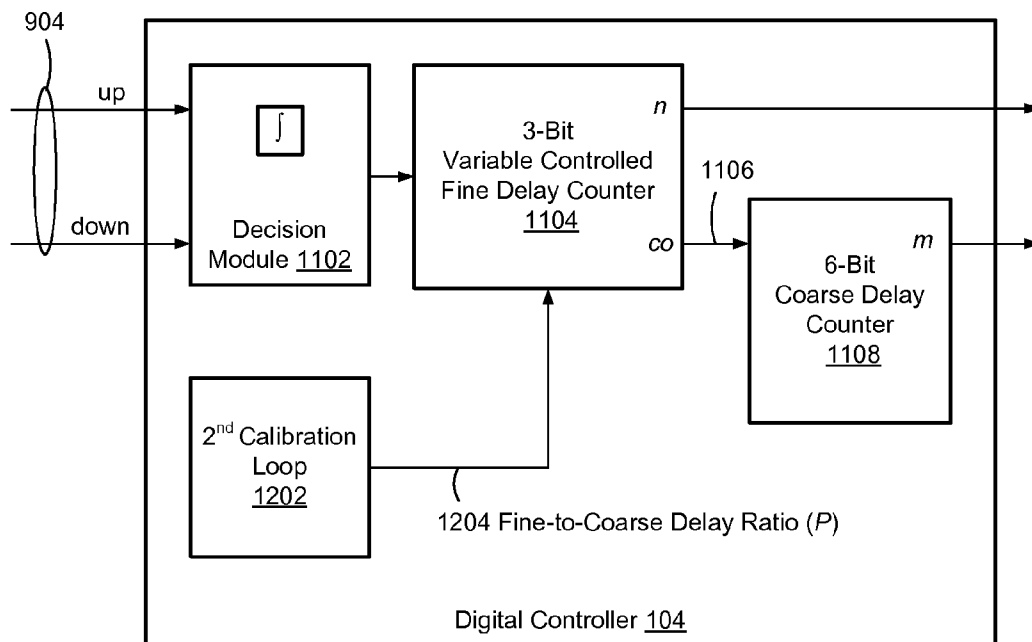 904
up
down
∫
Decision
Module 1102
3-Bit
Variable Controlled
Fine Delay Counter
1104
n
co
1106
m
6-Bit
Coarse Delay
Counter
1108
2nd Calibration
Loop
1202
1204 Fine-to-Coarse Delay Ratio (P)
Digital Controller 104